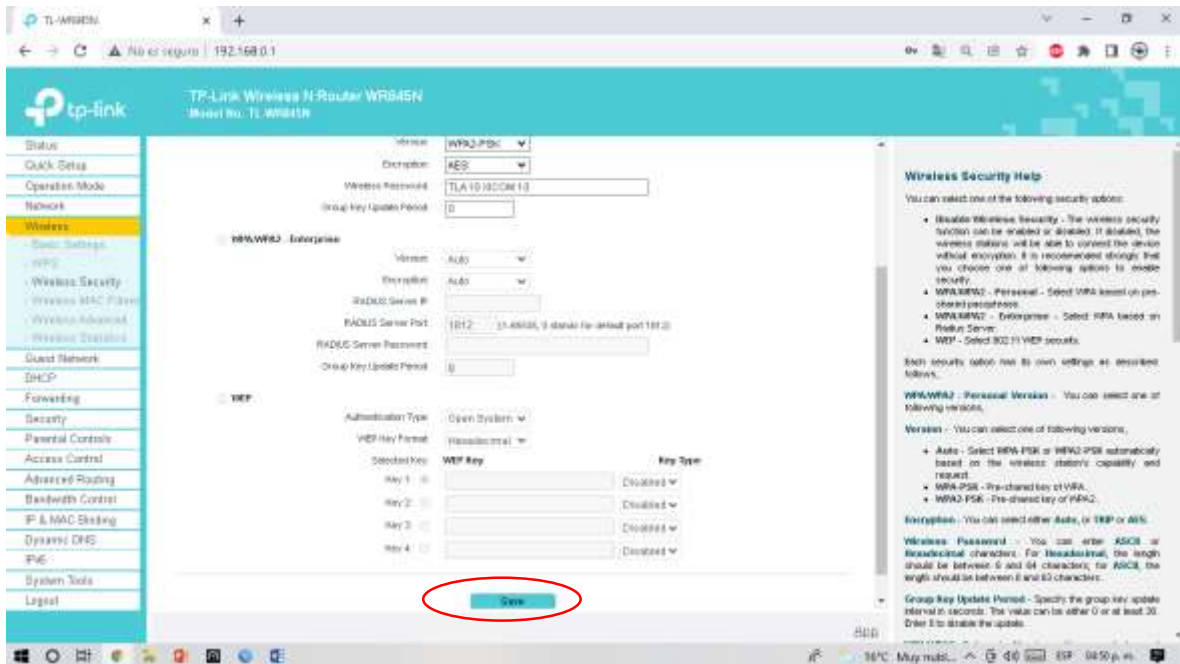 TL-WR845N
No es seguro | 192.168.0.1
tp-link
TP-Link Wireless N Router WR845N
Model No. TL-WR845N
Status
Quick Setup
Operation Mode
Network
Wireless
- Basic Settings
- WPS
- Wireless Security
- Wireless MAC Filtering
- Wireless Advanced
- Wireless Statistics
Guest Network
DHCP
Forwarding
Security
Parental Controls
Access Control
Advanced Routing
Bandwidth Control
IP & MAC Binding
Dynamic DNS
IPv6
System Tools
Logout
Version WPA2-PSK
Encryption AES
Wireless Password
Group Key Update Period 0
WPA/WPA2 - Enterprise
Version Auto
Encryption Auto
RADIUS Server IP
RADIUS Server Port 1812 (1-65535, 0 stands for default port 1812)
RADIUS Server Password
Group Key Update Period 0
WEP
Authentication Type Open System
WEP Key Format Hexadecimal
Selected Key WEP Key Key Type
Key 1 Disabled
Key 2 Disabled
Key 3 Disabled
Key 4 Disabled
Save
Wireless Security Help
You can select one of the following security options:
Disable Wireless Security - The wireless security
function can be enabled or disabled. If disabled, the
wireless stations will be able to connect the device
without encryption. It is recommended strongly that
you choose one of following options to enable
security.
WPA/WPA2 - Personal - Select WPA based on pre-
shared passphrase.
WPA/WPA2 - Enterprise - Select WPA based on
Radius Server.
WEP - Select 802.11 WEP security.
Each security option has its own settings as described
follows,
WPA/WPA2 - Personal Version - You can select one of
following versions,
Version - You can select one of following versions,
Auto - Select WPA-PSK or WPA2-PSK automatically
based on the wireless station's capability and
request.
WPA-PSK - Pre-shared key of WPA.
WPA2-PSK - Pre-shared key of WPA2.
Encryption - You can select either Auto, or TKIP or AES.
Wireless Password - You can enter ASCII or
Hexadecimal characters. For Hexadecimal, the length
should be between 8 and 64 characters; for ASCII, the
length should be between 8 and 63 characters.
Group Key Update Period - Specify the group key update
interval in seconds. The value can be either 0 or at least 30.
Enter 0 to disable the update.
App
16°C Muy nubl... ESP 04:50 p. m.